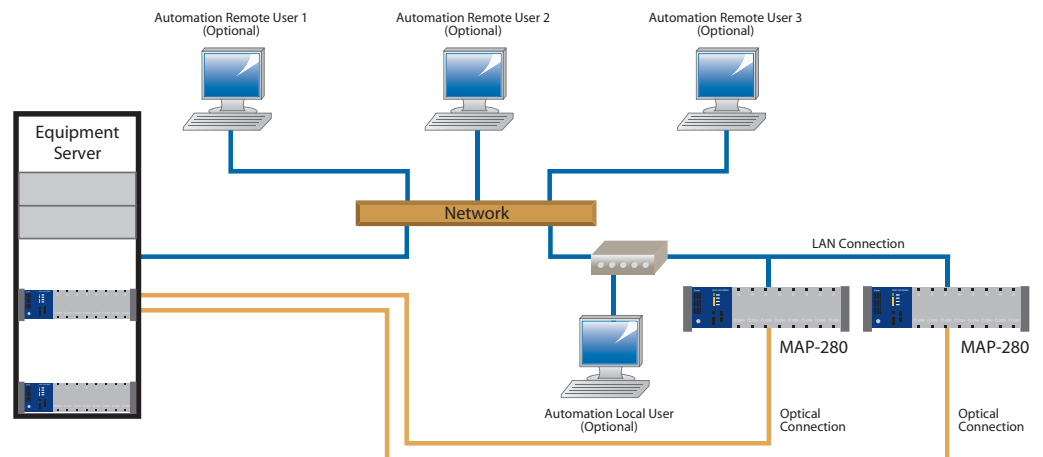 Automation Remote User 1
(Optional)
Automation Remote User 2
(Optional)
Automation Remote User 3
(Optional)
Equipment
Server
Network
LAN Connection
MAP-280
MAP-280
Automation Local User
(Optional)
Optical
Connection
Optical
Connection